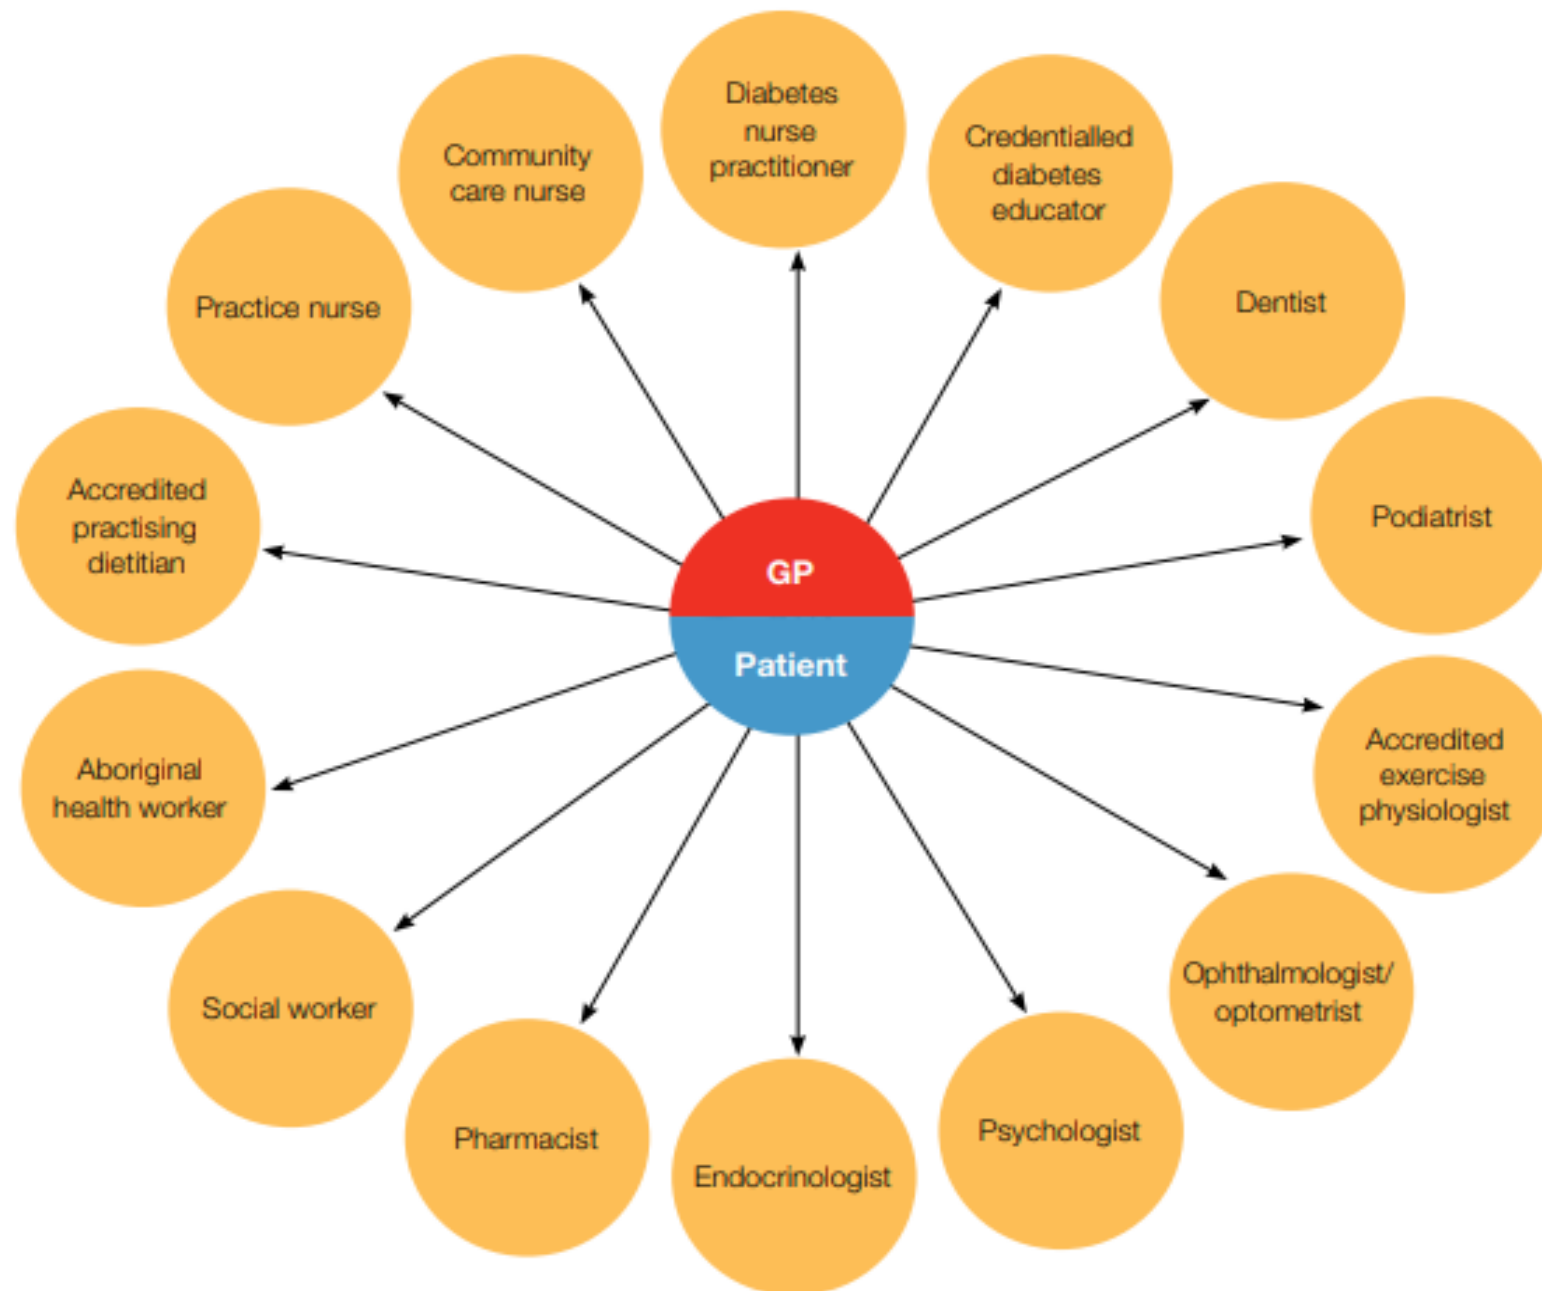 Diabetes
nurse
practitioner
Credentialled
diabetes
educator
Dentist
Podiatrist
Accredited
exercise
physiologist
Ophthalmologist/
optometrist
Psychologist
Endocrinologist
Pharmacist
Social worker
Aboriginal
health worker
Accredited
practising
dietitian
Practice nurse
Community
care nurse
GP
Patient